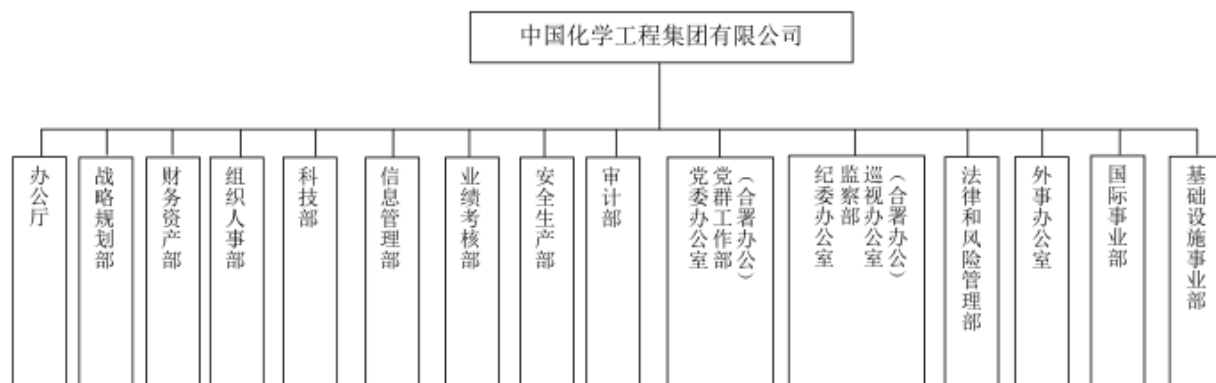 中国化学工程集团有限公司
办公厅
战略规划部
财务资产部
组织人事部
科技部
信息管理部
业绩考核部
安全生产部
审计部
党委办公室
党群工作部
（合署办公）
纪委办公室
监察部
巡视办公室
（合署办公）
法律和风险管理部
外事办公室
国际事业部
基础设施事业部